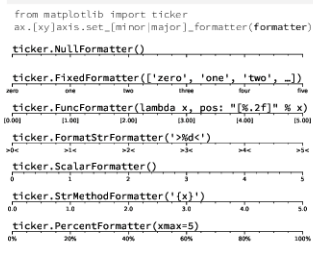 from matplotlib import ticker
ax.[xy]axis.set_[minor|major]_formatter(formatter)
ticker.NullFormatter()
ticker.FixedFormatter(['zero', 'one', 'two', …])
zero one two three four five
ticker.FuncFormatter(lambda x, pos: "[%.2f]" % x)
[0.00] [1.00] [2.00] [3.00] [4.00] [5.00]
ticker.FormatStrFormatter('>%d<')
>0< >1< >2< >3< >4< >5<
ticker.ScalarFormatter()
0 1 2 3 4 5
ticker.StrMethodFormatter('{x}')
0.0 1.0 2.0 3.0 4.0 5.0
ticker.PercentFormatter(xmax=5)
0% 20% 40% 60% 80% 100%